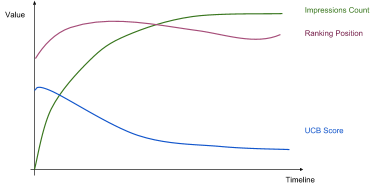 Value
Impressions Count
Ranking Position
UCB Score
Timeline